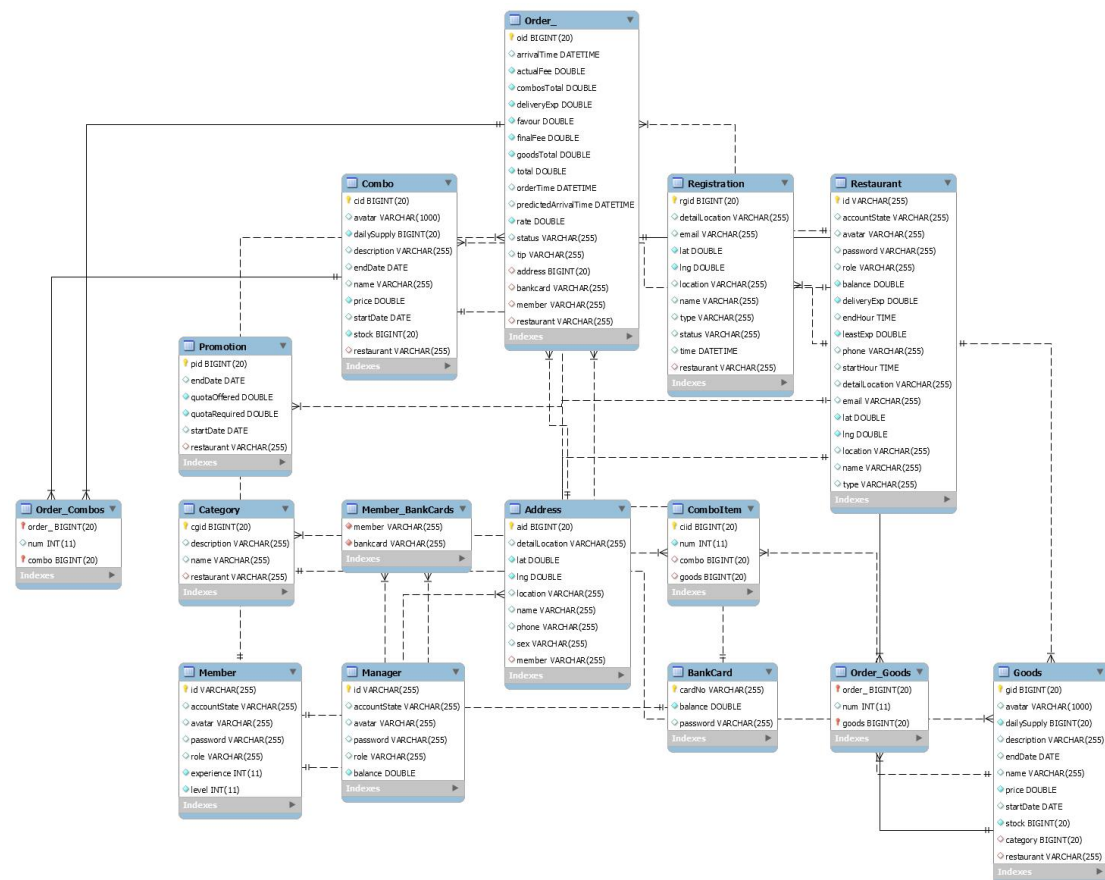 Order_
oid BIGINT(20)
arrivalTime DATETIME
actualFee DOUBLE
combosTotal DOUBLE
deliveryExp DOUBLE
favour DOUBLE
finalFee DOUBLE
goodsTotal DOUBLE
total DOUBLE
orderTime DATETIME
predictedArrivalTime DATETIME
rate DOUBLE
status VARCHAR(255)
tip VARCHAR(255)
address BIGINT(20)
bankcard VARCHAR(255)
member VARCHAR(255)
restaurant VARCHAR(255)
Indexes
Combo
cid BIGINT(20)
avatar VARCHAR(1000)
dailySupply BIGINT(20)
description VARCHAR(255)
endDate DATE
name VARCHAR(255)
price DOUBLE
startDate DATE
stock BIGINT(20)
restaurant VARCHAR(255)
Indexes
Registration
rgid BIGINT(20)
detailLocation VARCHAR(255)
email VARCHAR(255)
lat DOUBLE
lng DOUBLE
location VARCHAR(255)
name VARCHAR(255)
type VARCHAR(255)
status VARCHAR(255)
time DATETIME
restaurant VARCHAR(255)
Indexes
Restaurant
id VARCHAR(255)
accountState VARCHAR(255)
avatar VARCHAR(255)
password VARCHAR(255)
role VARCHAR(255)
balance DOUBLE
deliveryExp DOUBLE
endHour TIME
leastExp DOUBLE
phone VARCHAR(255)
startHour TIME
detailLocation VARCHAR(255)
email VARCHAR(255)
lat DOUBLE
lng DOUBLE
location VARCHAR(255)
name VARCHAR(255)
type VARCHAR(255)
Indexes
Promotion
pid BIGINT(20)
endDate DATE
quotaOffered DOUBLE
quotaRequired DOUBLE
startDate DATE
restaurant VARCHAR(255)
Indexes
Order_Combos
order_ BIGINT(20)
num INT(11)
combo BIGINT(20)
Indexes
Category
cgid BIGINT(20)
description VARCHAR(255)
name VARCHAR(255)
restaurant VARCHAR(255)
Indexes
Member_BankCards
member VARCHAR(255)
bankcard VARCHAR(255)
Indexes
Address
aid BIGINT(20)
detailLocation VARCHAR(255)
lat DOUBLE
lng DOUBLE
location VARCHAR(255)
name VARCHAR(255)
phone VARCHAR(255)
sex VARCHAR(255)
member VARCHAR(255)
Indexes
ComboItem
ciid BIGINT(20)
num INT(11)
combo BIGINT(20)
goods BIGINT(20)
Indexes
Member
id VARCHAR(255)
accountState VARCHAR(255)
avatar VARCHAR(255)
password VARCHAR(255)
role VARCHAR(255)
experience INT(11)
level INT(11)
Indexes
Manager
id VARCHAR(255)
accountState VARCHAR(255)
avatar VARCHAR(255)
password VARCHAR(255)
role VARCHAR(255)
balance DOUBLE
Indexes
BankCard
cardNo VARCHAR(255)
balance DOUBLE
password VARCHAR(255)
Indexes
Order_Goods
order_ BIGINT(20)
num INT(11)
goods BIGINT(20)
Indexes
Goods
gid BIGINT(20)
avatar VARCHAR(1000)
dailySupply BIGINT(20)
description VARCHAR(255)
endDate DATE
name VARCHAR(255)
price DOUBLE
startDate DATE
stock BIGINT(20)
category BIGINT(20)
restaurant VARCHAR(255)
Indexes